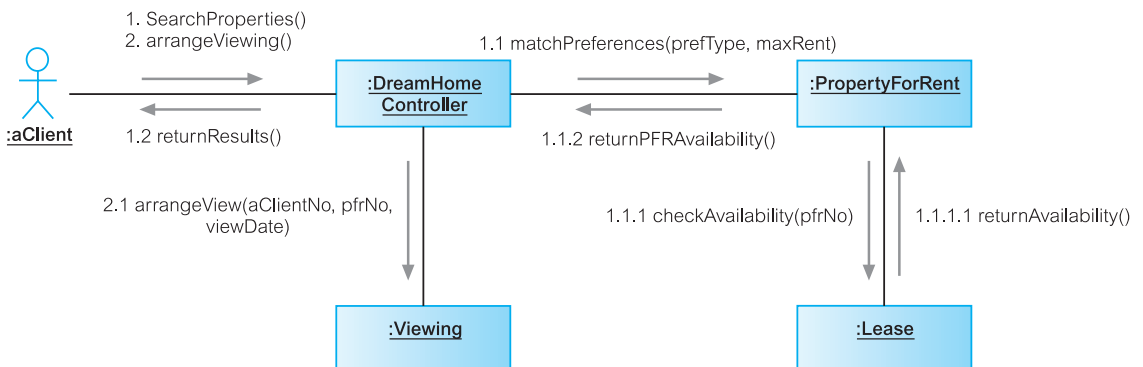 1. SearchProperties()
2. arrangeViewing()
1.1 matchPreferences(prefType, maxRent)
:DreamHome
Controller
:PropertyForRent
:aClient
1.2 returnResults()
1.1.2 returnPFRAvailability()
2.1 arrangeView(aClientNo, pfrNo,
viewDate)
1.1.1 checkAvailability(pfrNo)
1.1.1.1 returnAvailability()
:Viewing
:Lease